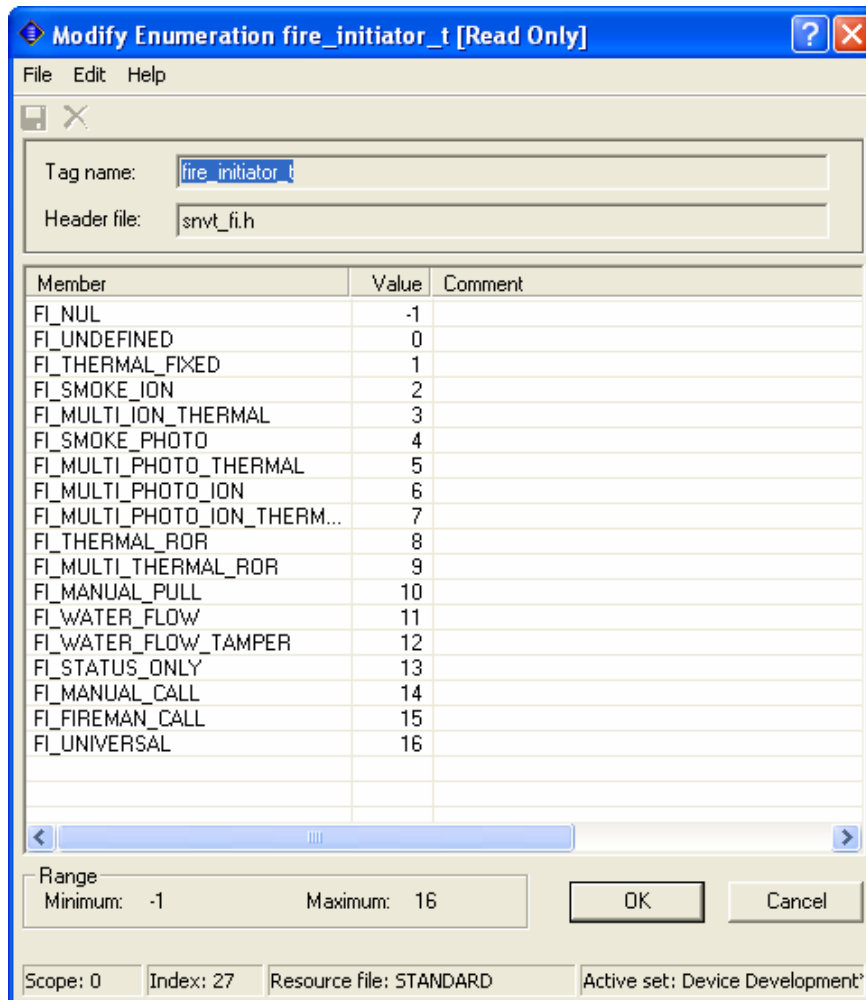 Modify Enumeration fire_initiator_t [Read Only]
File Edit Help
Tag name: fire_initiator_t
Header file: snvt_fi.h
Member Value Comment
FI_NUL -1
FI_UNDEFINED 0
FI_THERMAL_FIXED 1
FI_SMOKE_ION 2
FI_MULTI_ION_THERMAL 3
FI_SMOKE_PHOTO 4
FI_MULTI_PHOTO_THERMAL 5
FI_MULTI_PHOTO_ION 6
FI_MULTI_PHOTO_ION_THERM... 7
FI_THERMAL_ROR 8
FI_MULTI_THERMAL_ROR 9
FI_MANUAL_PULL 10
FI_WATER_FLOW 11
FI_WATER_FLOW_TAMPER 12
FI_STATUS_ONLY 13
FI_MANUAL_CALL 14
FI_FIREMAN_CALL 15
FI_UNIVERSAL 16
Range
Minimum: -1 Maximum: 16 OK Cancel
Scope: 0 Index: 27 Resource file: STANDARD Active set: Device Development